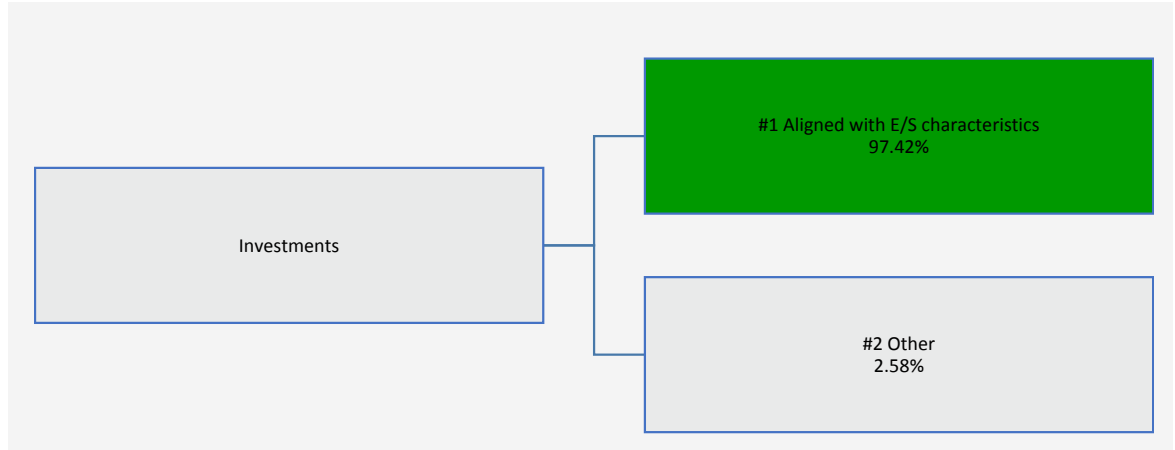 Investments
#1 Aligned with E/S characteristics
97.42%
#2 Other
2.58%